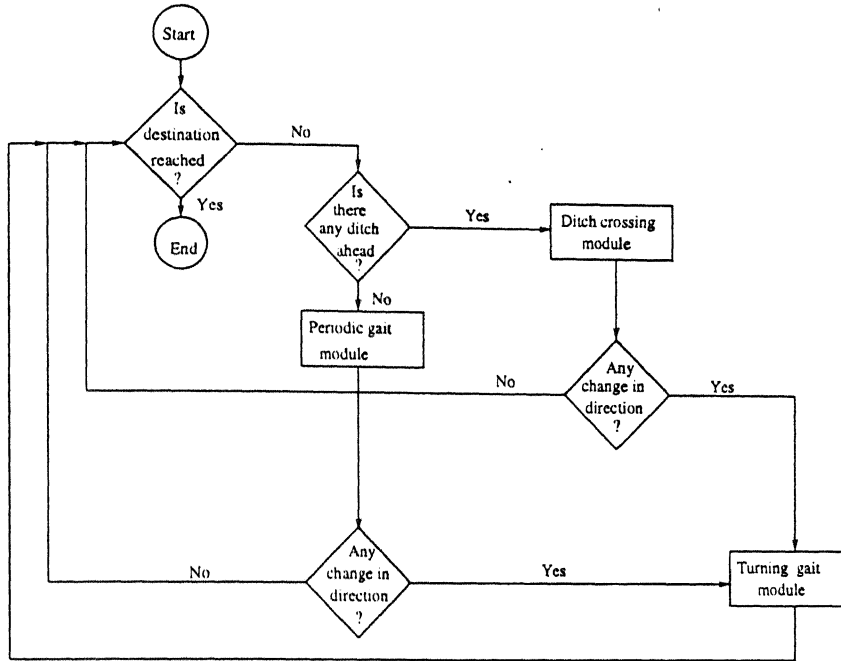 Start
Is
destination
reached
?
No
Yes
End
Is
there
any ditch
ahead
?
Yes
Ditch crossing
module
No
Periodic gait
module
Any
change in
direction
?
No
Yes
Any
change in
direction
?
No
Yes
Turning gait
module